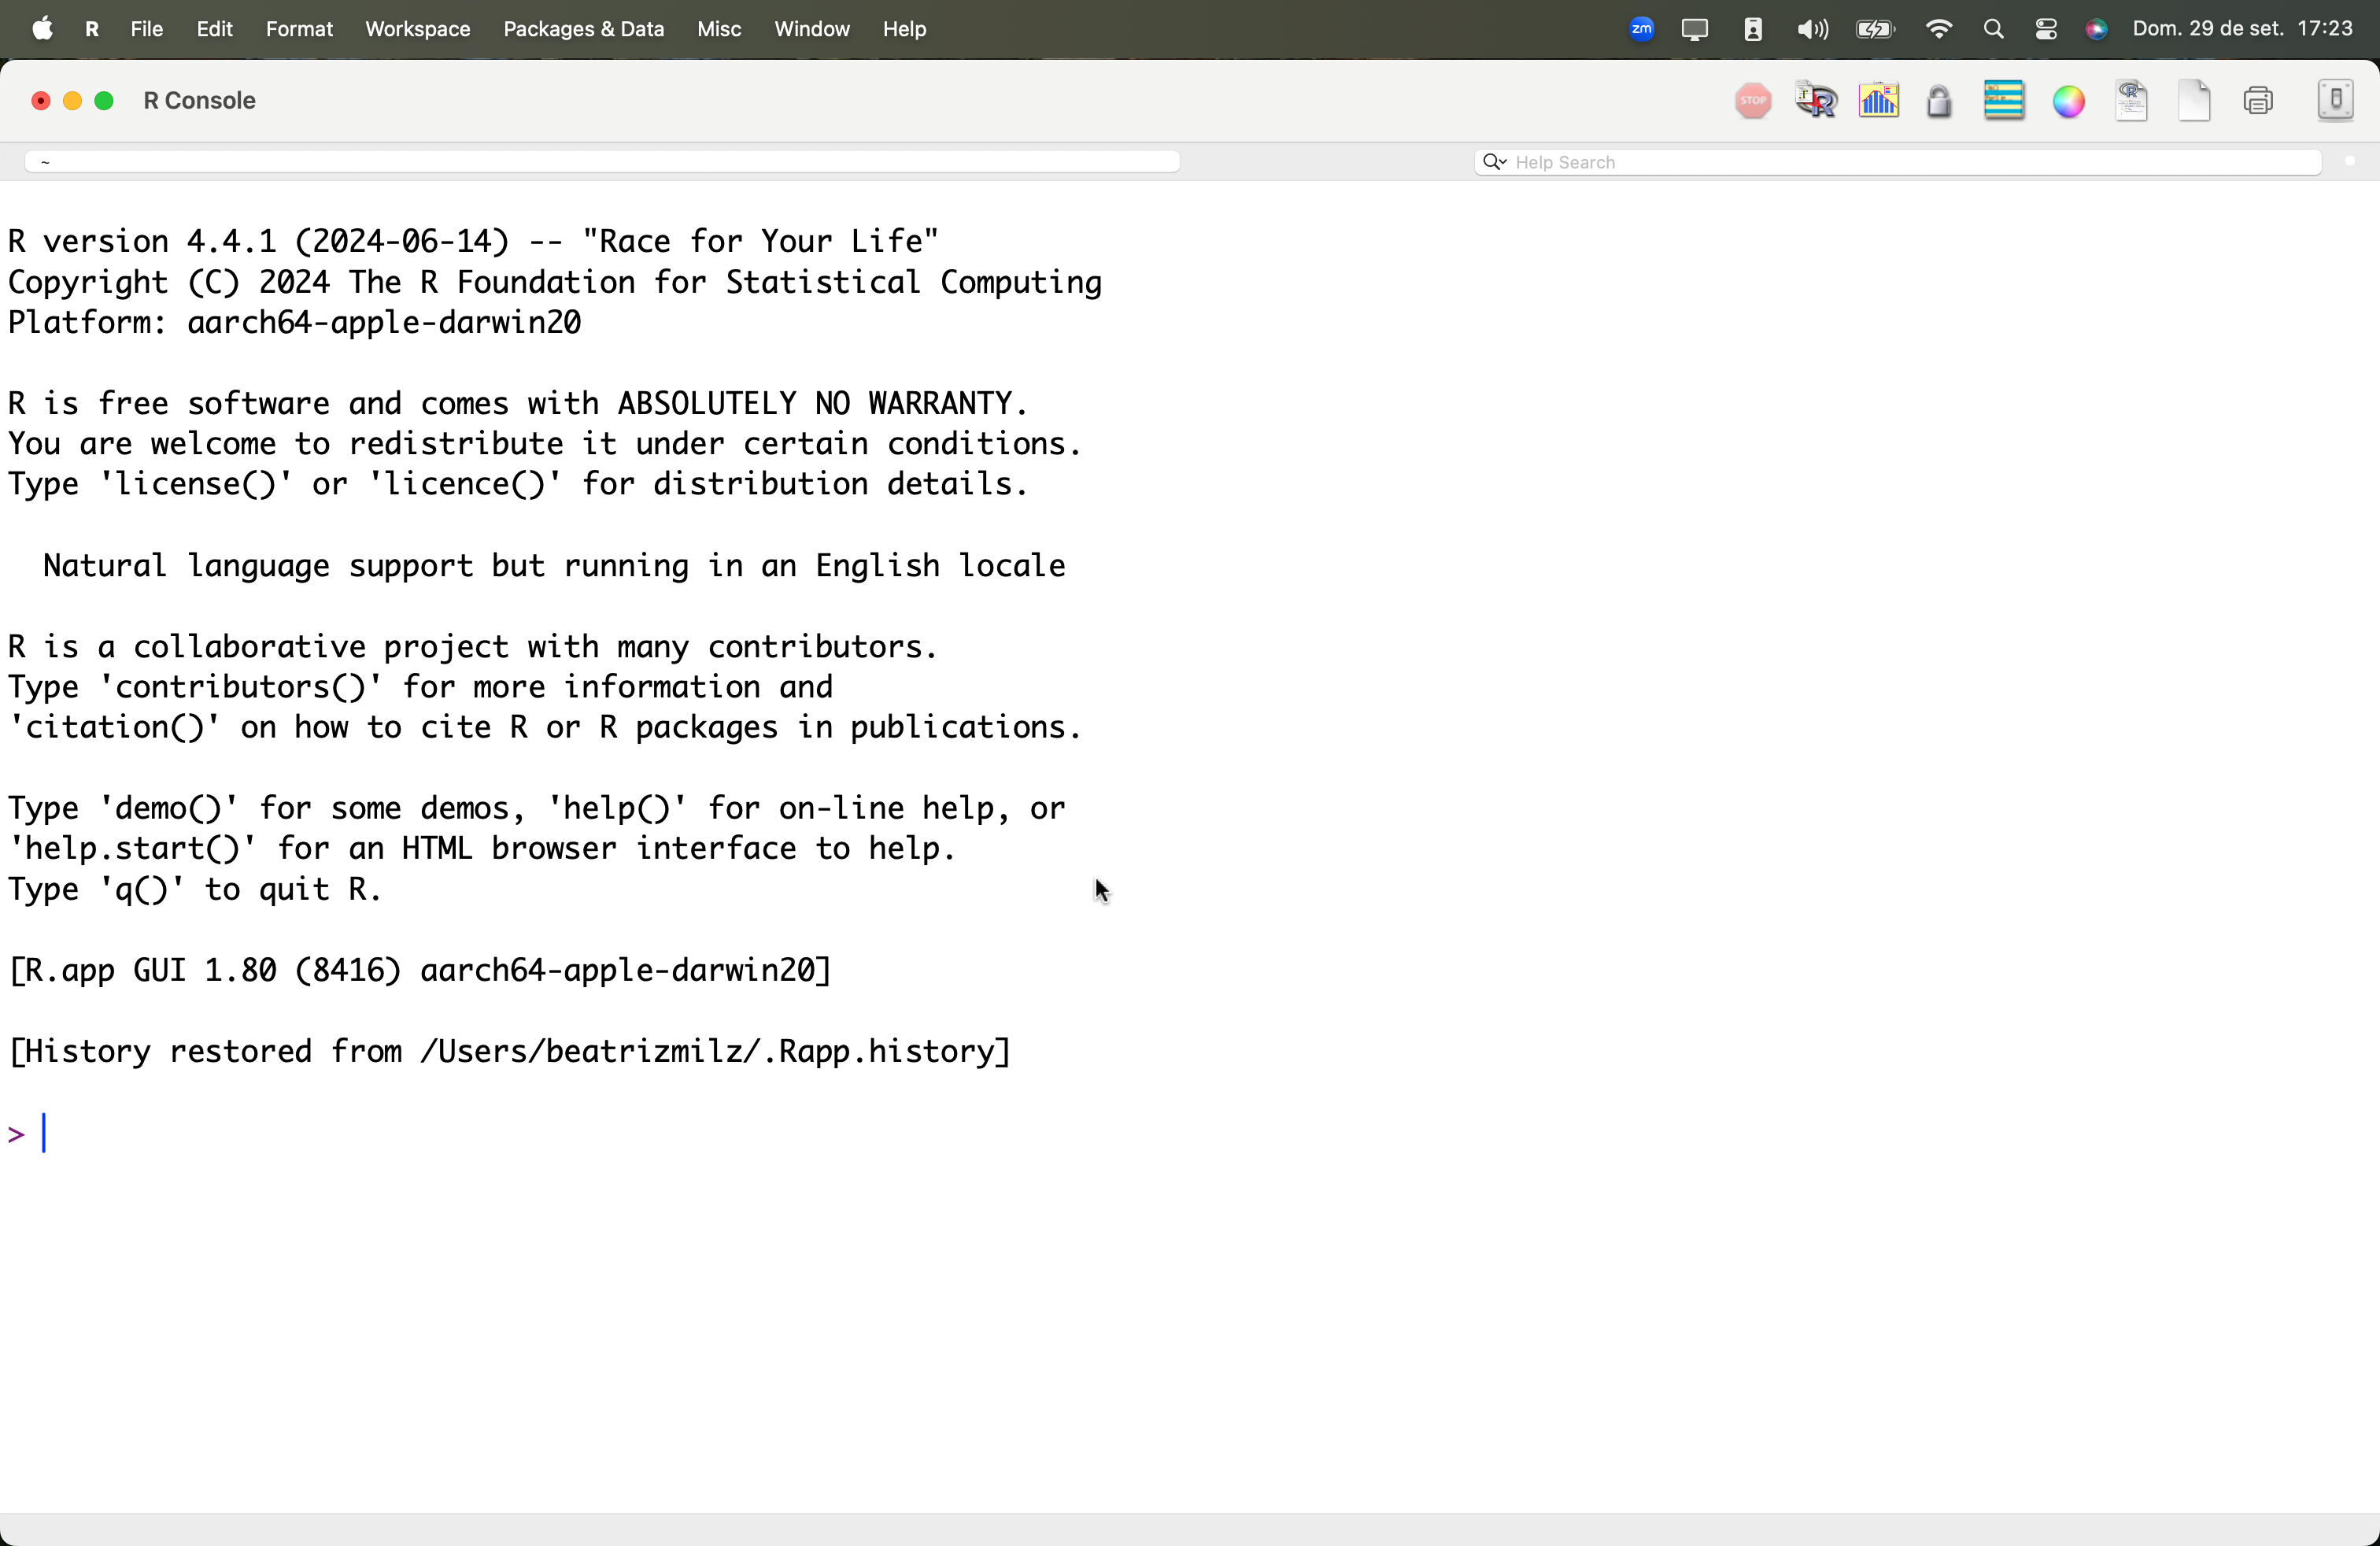 R File Edit Format Workspace Packages & Data Misc Window Help zm Dom. 29 de set. 17:23
R Console STOP
~ Help Search
R version 4.4.1 (2024-06-14) -- "Race for Your Life"
Copyright (C) 2024 The R Foundation for Statistical Computing
Platform: aarch64-apple-darwin20
R is free software and comes with ABSOLUTELY NO WARRANTY.
You are welcome to redistribute it under certain conditions.
Type 'license()' or 'licence()' for distribution details.
Natural language support but running in an English locale
R is a collaborative project with many contributors.
Type 'contributors()' for more information and
'citation()' on how to cite R or R packages in publications.
Type 'demo()' for some demos, 'help()' for on-line help, or
'help.start()' for an HTML browser interface to help.
Type 'q()' to quit R.
[R.app GUI 1.80 (8416) aarch64-apple-darwin20]
[History restored from /Users/beatrizmilz/.Rapp.history]
>